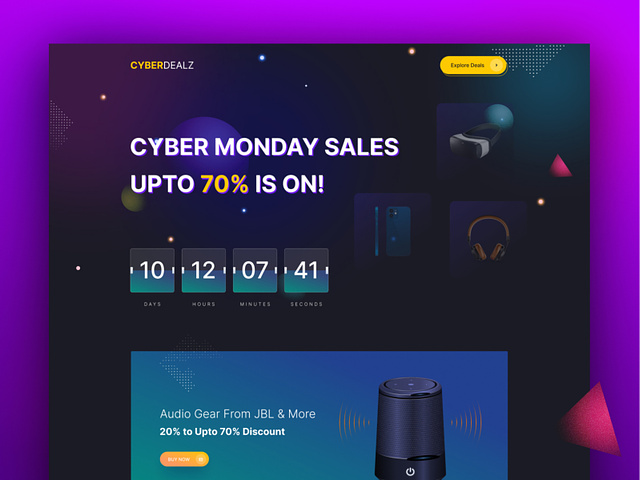 CYBERDEALZ
Explore Deals
CYBER MONDAY SALES
UPTO 70% IS ON!
10 12 07 41
DAYS HOURS MINUTES SECONDS
Audio Gear From JBL & More
20% to Upto 70% Discount
BUY NOW